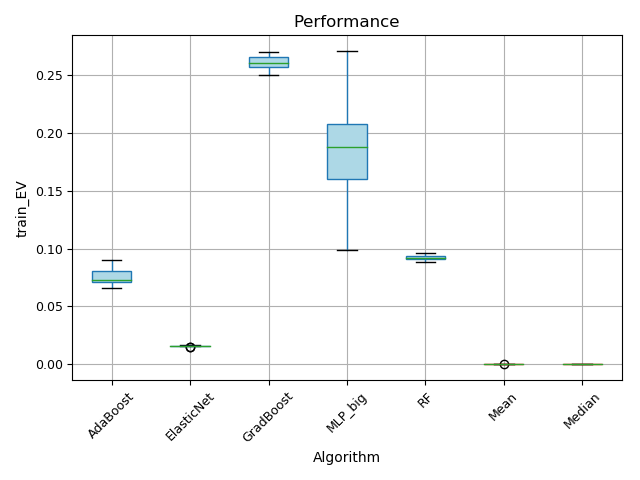 Performance
train_EV
0.25
0.20
0.15
0.10
0.05
0.00
AdaBoost
ElasticNet
GradBoost
MLP_big
RF
Mean
Median
Algorithm